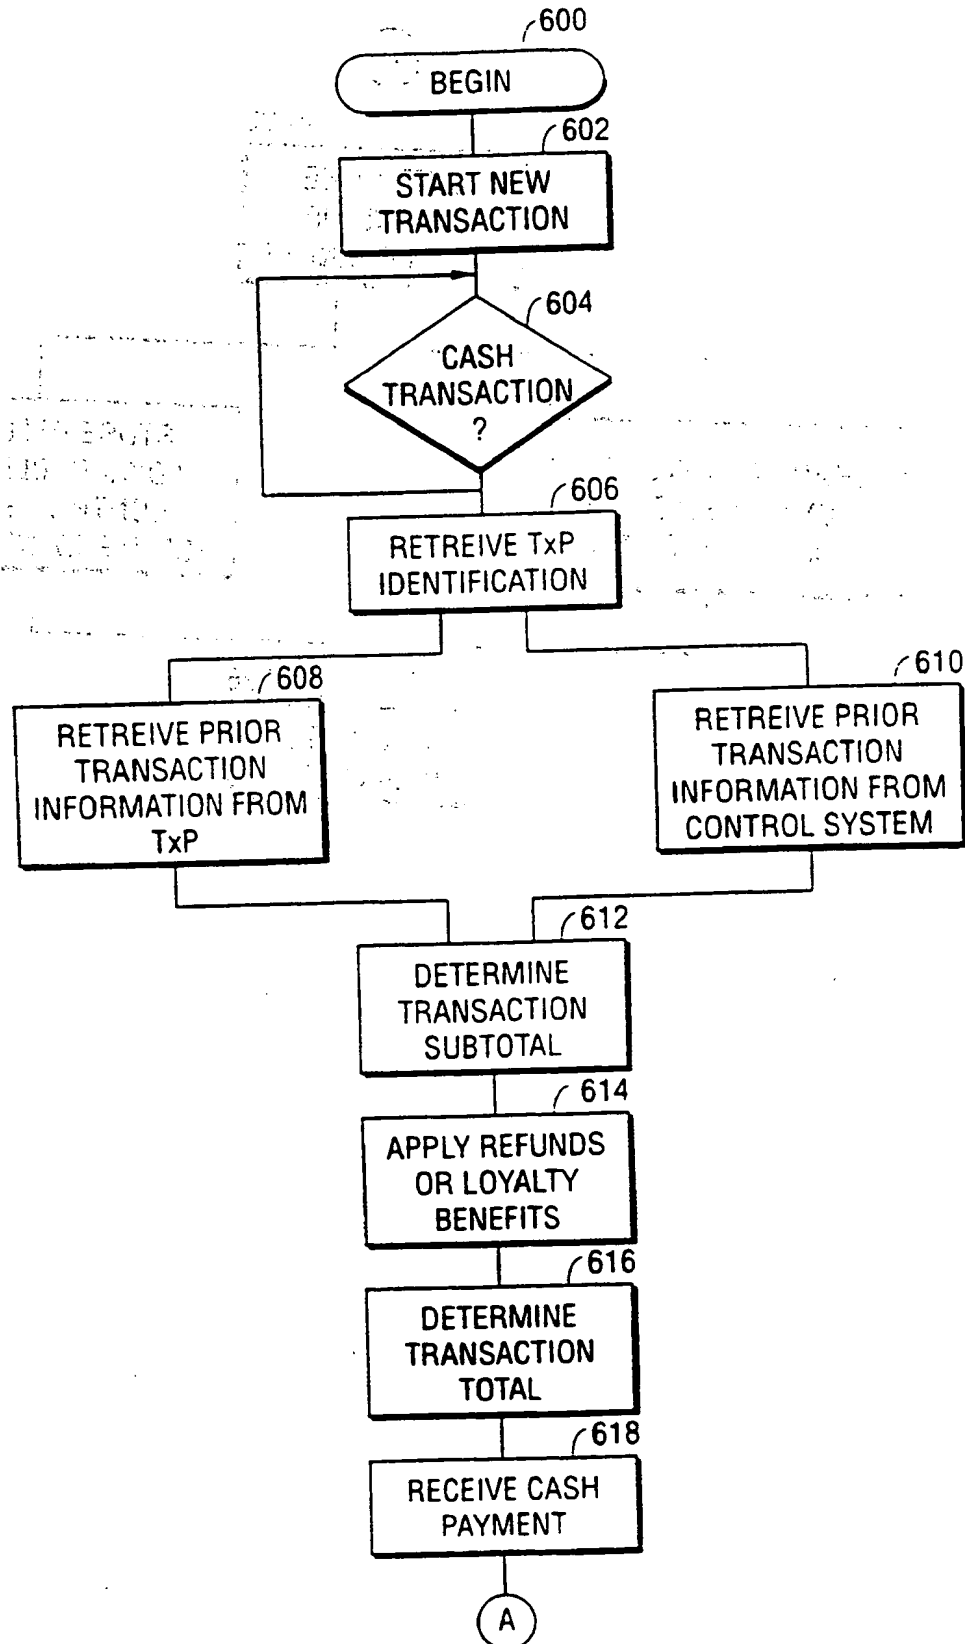 600
BEGIN
602
START NEW
TRANSACTION
604
CASH
TRANSACTION
?
606
RETREIVE TxP
IDENTIFICATION
608
RETREIVE PRIOR
TRANSACTION
INFORMATION FROM
TxP
610
RETREIVE PRIOR
TRANSACTION
INFORMATION FROM
CONTROL SYSTEM
612
DETERMINE
TRANSACTION
SUBTOTAL
614
APPLY REFUNDS
OR LOYALTY
BENEFITS
616
DETERMINE
TRANSACTION
TOTAL
618
RECEIVE CASH
PAYMENT
A